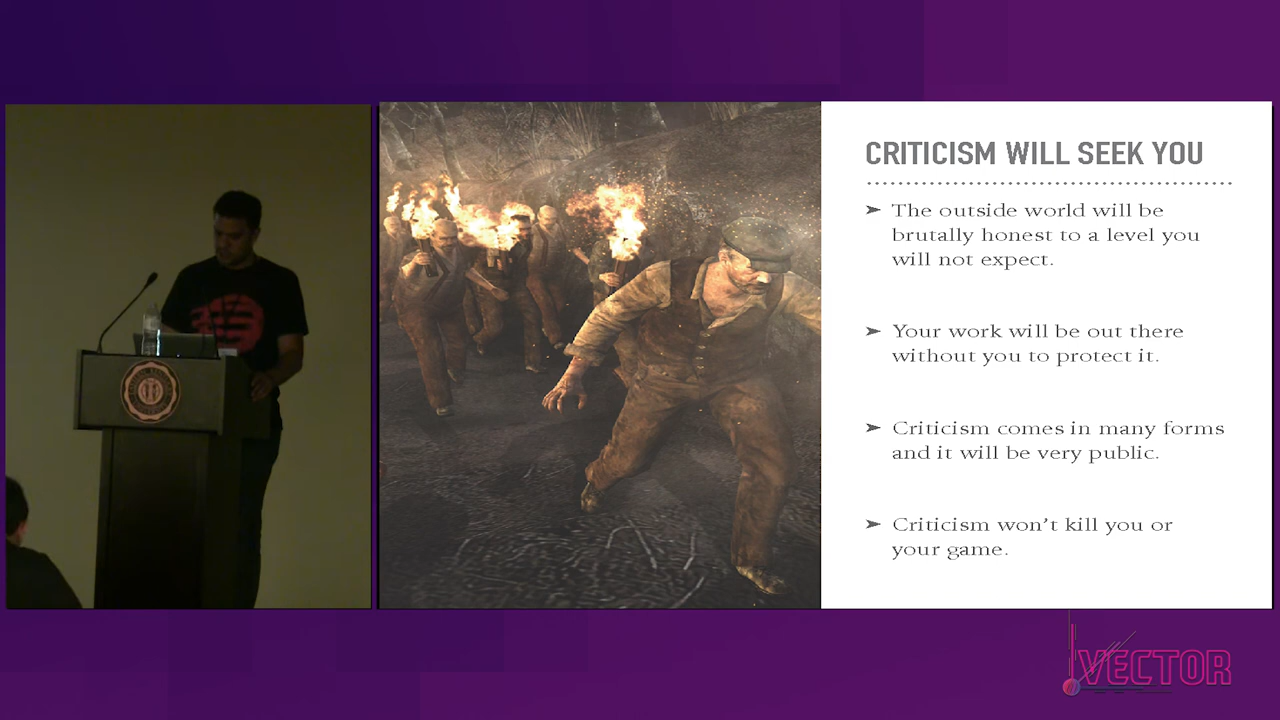 CRITICISM WILL SEEK YOU
➤ The outside world will be
brutally honest to a level you
will not expect.
➤ Your work will be out there
without you to protect it.
➤ Criticism comes in many forms
and it will be very public.
➤ Criticism won't kill you or
your game.
VECTOR